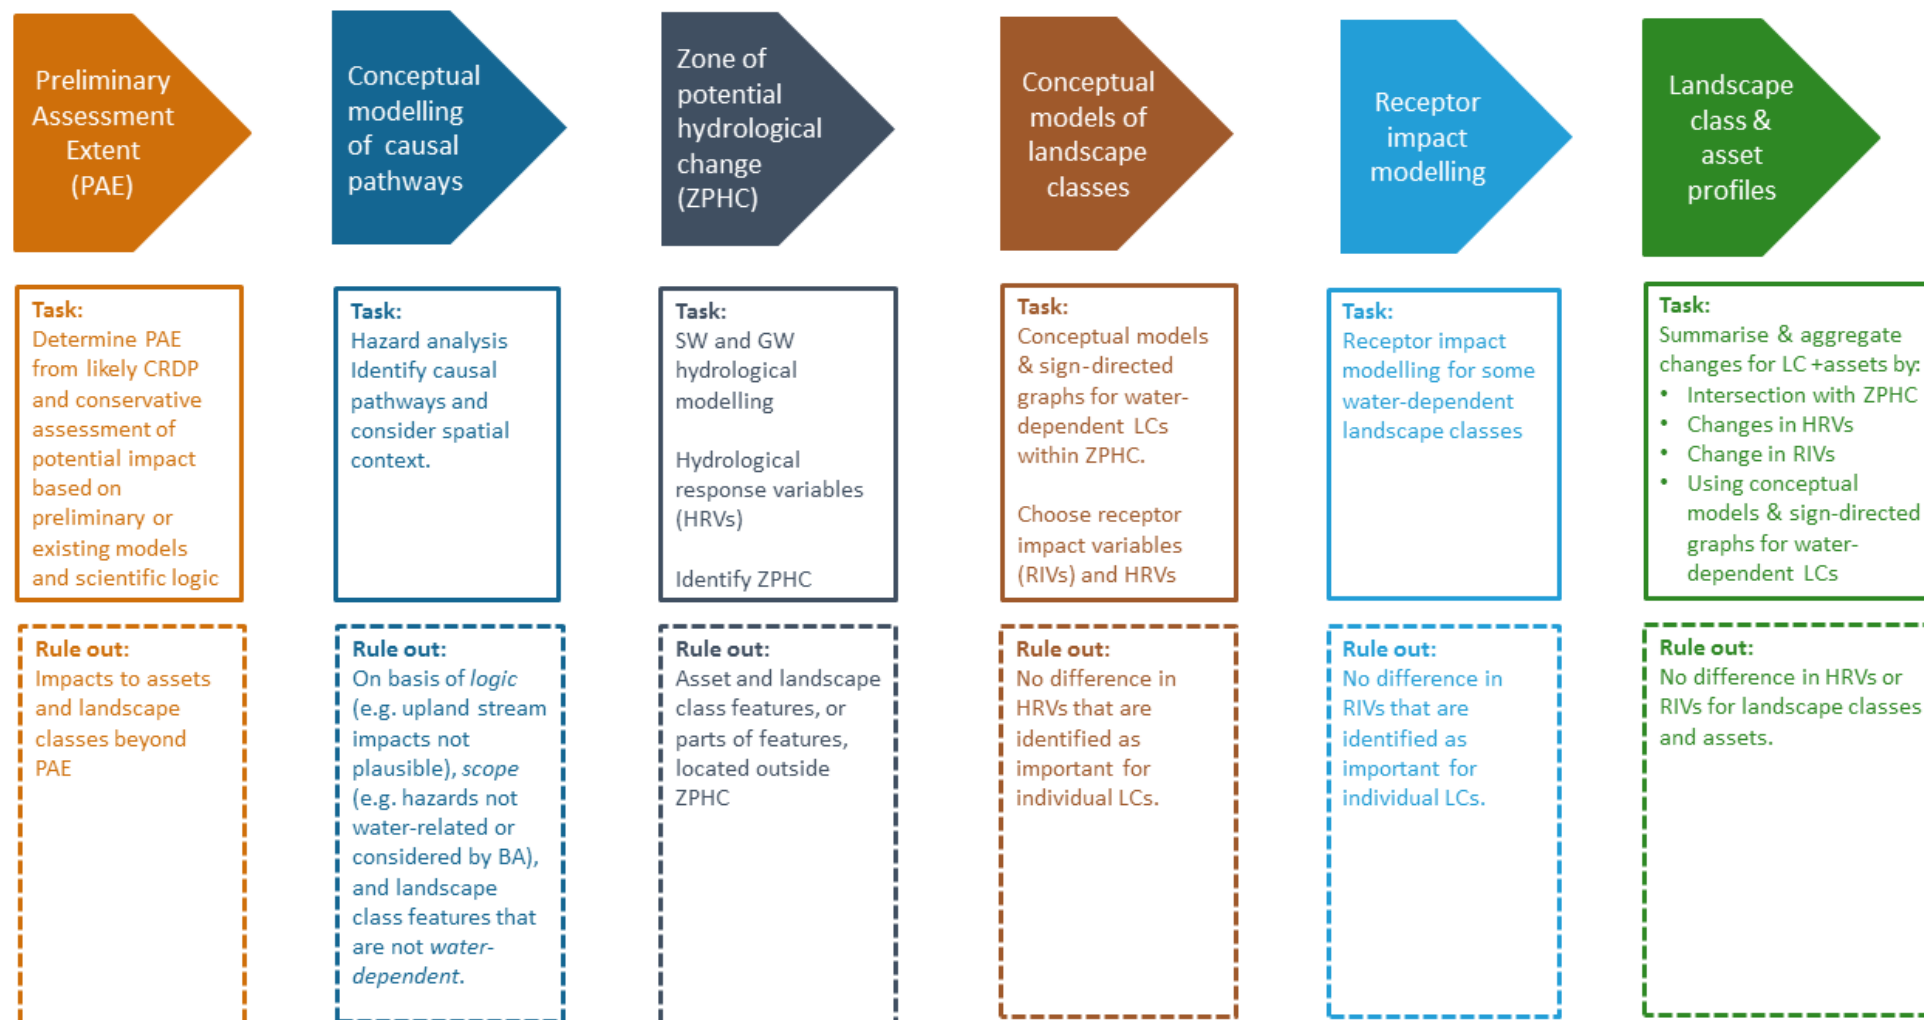 Preliminary
Assessment
Extent
(PAE)
Conceptual
modelling
of causal
pathways
Zone of
potential
hydrological
change
(ZPHC)
Conceptual
models of
landscape
classes
Receptor
impact
modelling
Landscape
class &
asset
profiles
Task:
Determine PAE
from likely CRDP
and conservative
assessment of
potential impact
based on
preliminary or
existing models
and scientific logic
Task:
Hazard analysis
Identify causal
pathways and
consider spatial
context.
Task:
SW and GW
hydrological
modelling
Hydrological
response variables
(HRVs)
Identify ZPHC
Task:
Conceptual models
& sign-directed
graphs for water-
dependent LCs
within ZPHC.
Choose receptor
impact variables
(RIVs) and HRVs
Task:
Receptor impact
modelling for some
water-dependent
landscape classes
Task:
Summarise & aggregate
changes for LC +assets by:
• Intersection with ZPHC
• Changes in HRVs
• Change in RIVs
• Using conceptual
models & sign-directed
graphs for water-
dependent LCs
Rule out:
Impacts to assets
and landscape
classes beyond
PAE
Rule out:
On basis of logic
(e.g. upland stream
impacts not
plausible), scope
(e.g. hazards not
water-related or
considered by BA),
and landscape
class features that
are not water-
dependent.
Rule out:
Asset and landscape
class features, or
parts of features,
located outside
ZPHC
Rule out:
No difference in
HRVs that are
identified as
important for
individual LCs.
Rule out:
No difference in
RIVs that are
identified as
important for
individual LCs.
Rule out:
No difference in HRVs or
RIVs for landscape classes
and assets.